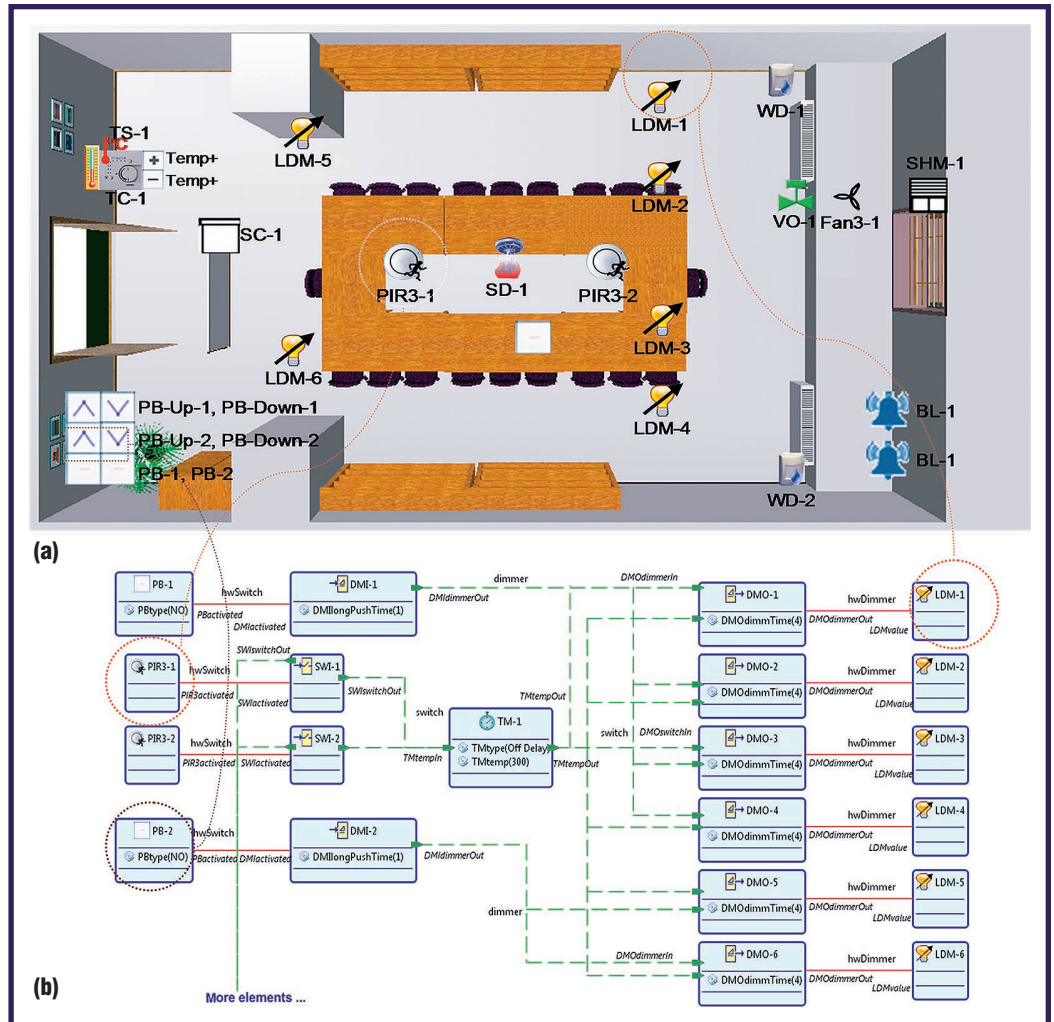 LDM-1
WD-1
LDM-5
TS-1
°C
Temp+
Temp+
TC-1
LDM-2
SHM-1
VO-1
Fan3-1
SC-1
PIR3-1
SD-1
PIR3-2
LDM-3
LDM-6
LDM-4
PB-Up-1, PB-Down-1
PB-Up-2, PB-Down-2
PB-1, PB-2
BL-1
BL-1
WD-2
(a)
PB-1
PBtype(NO)
hwSwitch
PBactivated
DMIactivated
DMI-1
DMIlongPushTime(1)
DMIdimmerOut
dimmer
DMOdimmerIn
DMO-1
DMOdimmTime(4)
hwDimmer
DMOdimmerOut
LDMvalue
LDM-1
PIR3-1
hwSwitch
PIR3activated
SWIswitchOut
SWIactivated
SWI-1
SWIswitchOut
DMO-2
DMOdimmTime(4)
hwDimmer
DMOdimmerOut
LDMvalue
LDM-2
PIR3-2
hwSwitch
PIR3activated
SWIactivated
SWI-2
switch
TMtempIn
TM-1
TMtype(Off Delay)
TMtemp(300)
TMtempOut
TMtempOut
switch
DMOswitchIn
DMO-3
DMOdimmTime(4)
hwDimmer
DMOdimmerOut
LDMvalue
LDM-3
DMO-4
DMOdimmTime(4)
hwDimmer
DMOdimmerOut
LDMvalue
LDM-4
PB-2
PBtype(NO)
hwSwitch
PBactivated
DMIactivated
DMI-2
DMIlongPushTime(1)
DMIdimmerOut
dimmer
DMO-5
DMOdimmTime(4)
hwDimmer
DMOdimmerOut
LDMvalue
LDM-5
DMOdimmerIn
DMO-6
DMOdimmTime(4)
hwDimmer
DMOdimmerOut
LDMvalue
LDM-6
(b)
More elements ...